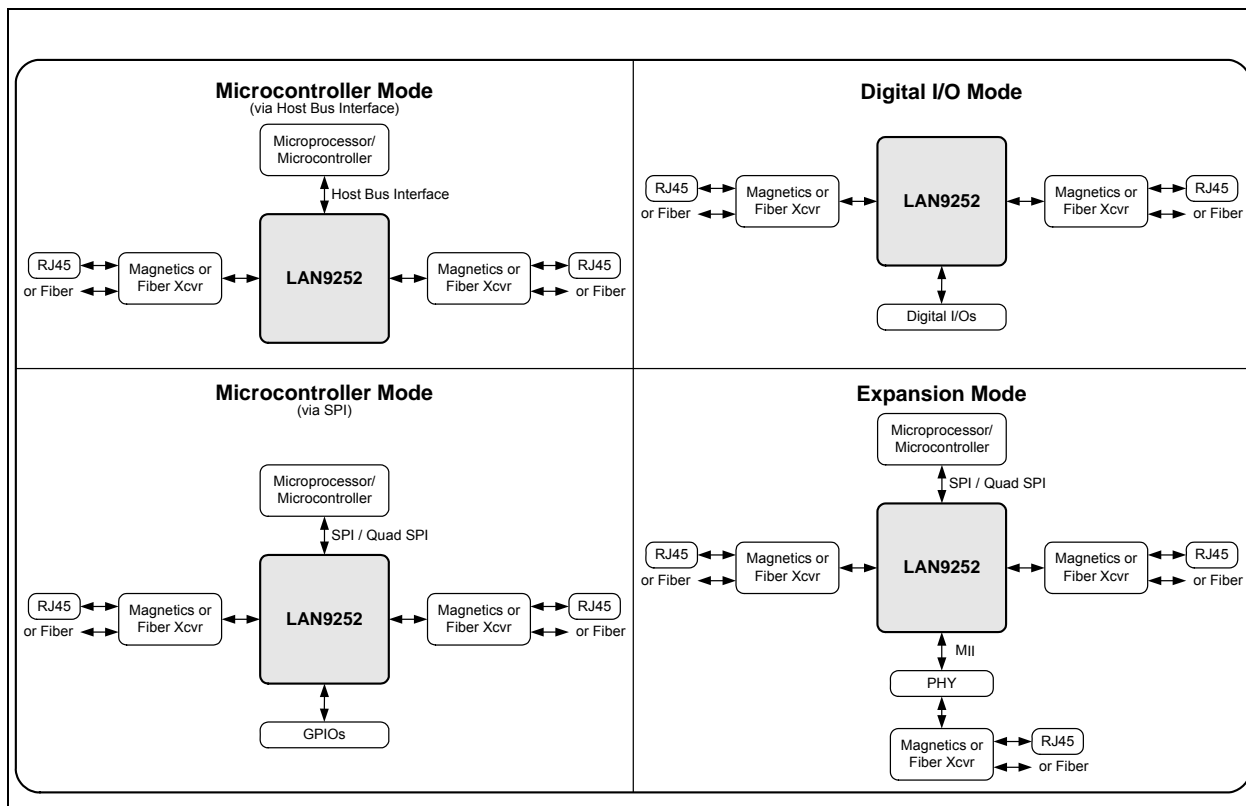 Microcontroller Mode
(via Host Bus Interface)
Microprocessor/
Microcontroller
Host Bus Interface
LAN9252
RJ45
or Fiber
Magnetics or
Fiber Xcvr
Magnetics or
Fiber Xcvr
RJ45
or Fiber
Digital I/O Mode
LAN9252
RJ45
or Fiber
Magnetics or
Fiber Xcvr
Magnetics or
Fiber Xcvr
RJ45
or Fiber
Digital I/Os
Microcontroller Mode
(via SPI)
Microprocessor/
Microcontroller
SPI / Quad SPI
LAN9252
RJ45
or Fiber
Magnetics or
Fiber Xcvr
Magnetics or
Fiber Xcvr
RJ45
or Fiber
GPIOs
Expansion Mode
Microprocessor/
Microcontroller
SPI / Quad SPI
LAN9252
RJ45
or Fiber
Magnetics or
Fiber Xcvr
Magnetics or
Fiber Xcvr
RJ45
or Fiber
MII
PHY
Magnetics or
Fiber Xcvr
RJ45
or Fiber